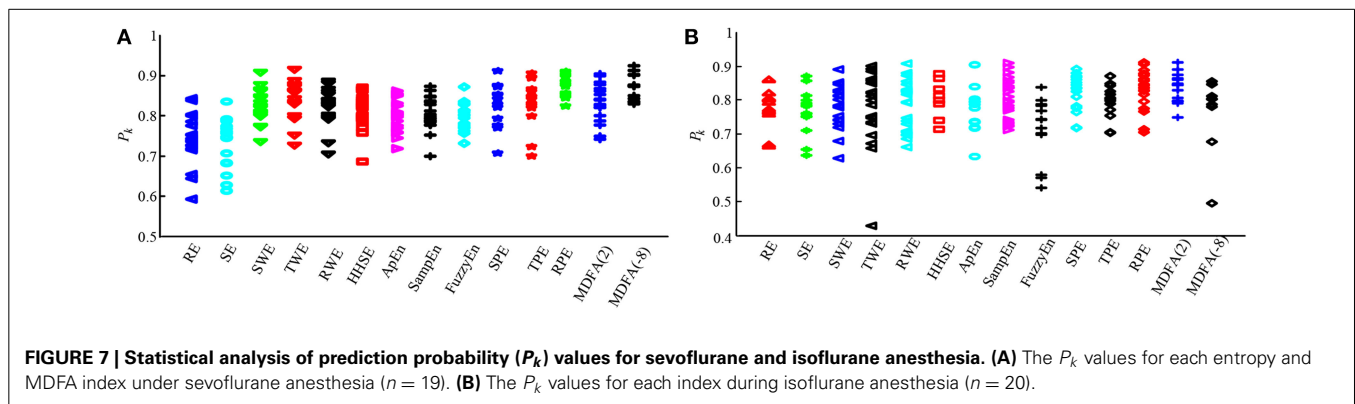 A
1
0.9
0.8
0.7
0.6
0.5
Pk
RE
SE
SWE
TWE
RWE
HHSE
ApEn
SampEn
FuzzyEn
SPE
TPE
RPE
MDFA(2)
MDFA(-8)
B
1
0.9
0.8
0.7
0.6
0.5
0.4
Pk
RE
SE
SWE
TWE
RWE
HHSE
ApEn
SampEn
FuzzyEn
SPE
TPE
RPE
MDFA(2)
MDFA(-8)
FIGURE 7 | Statistical analysis of prediction probability (Pk) values for sevoflurane and isoflurane anesthesia. (A) The Pk values for each entropy and
MDFA index under sevoflurane anesthesia (n = 19). (B) The Pk values for each index during isoflurane anesthesia (n = 20).